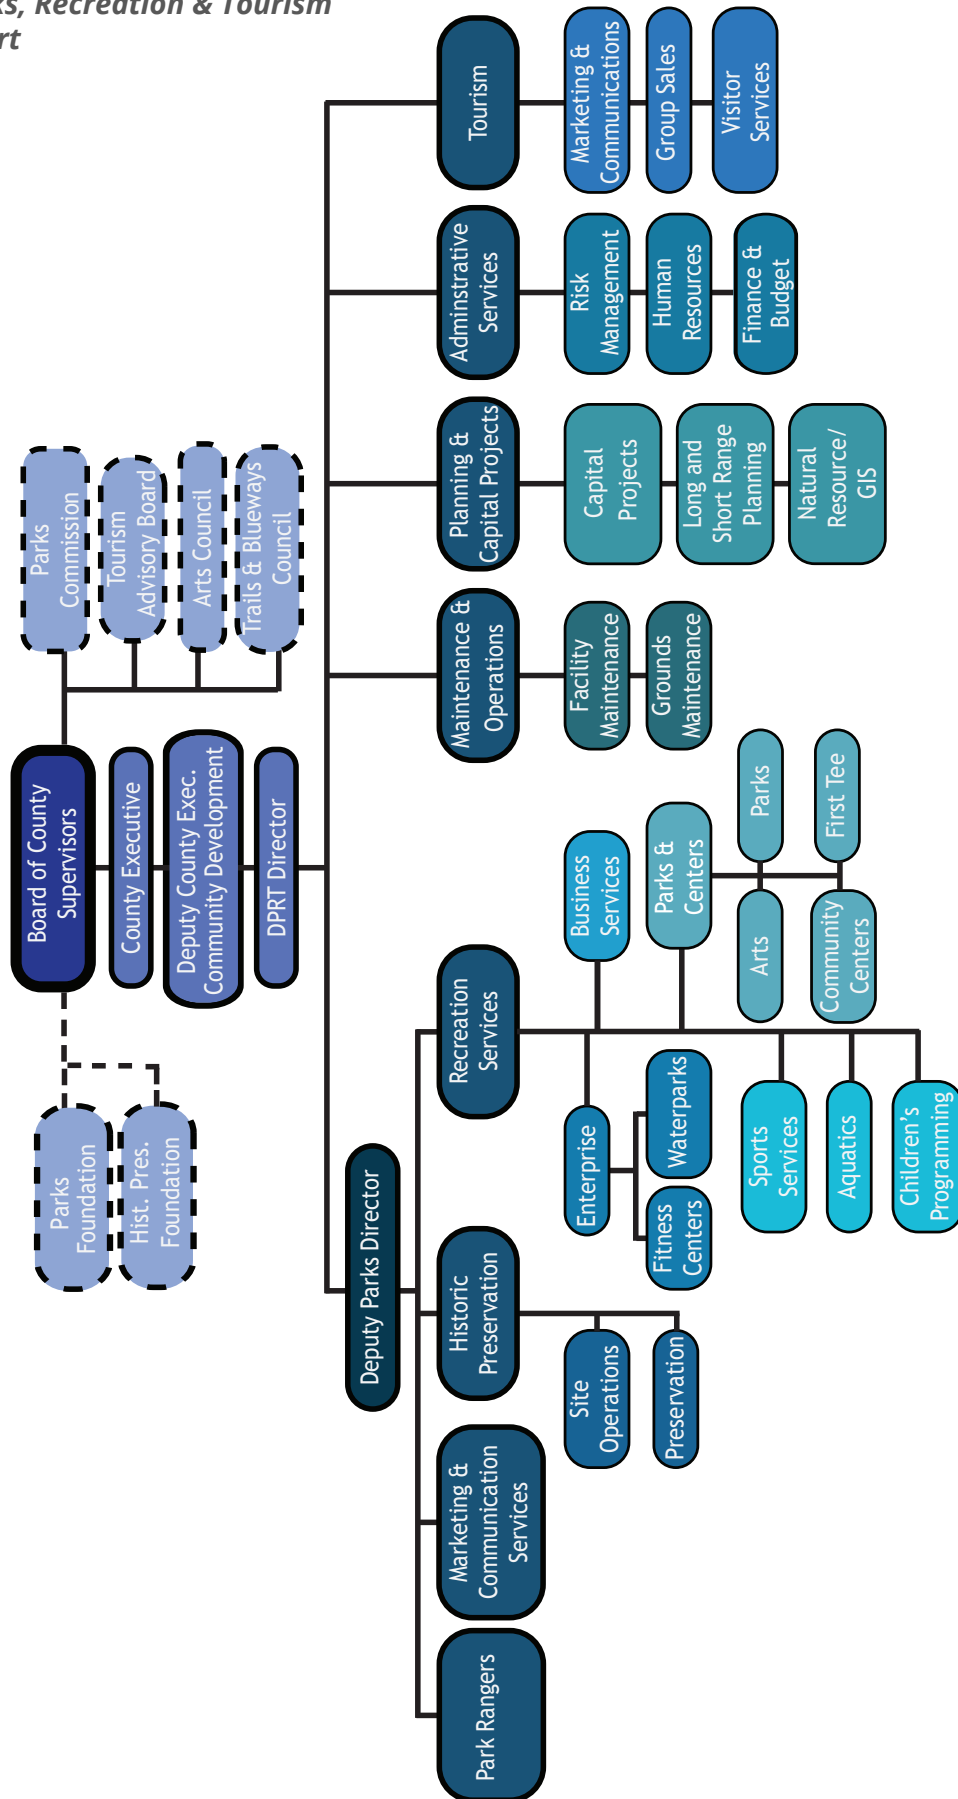 ks, Recreation & Tourism
rt
Board of County
Supervisors
County Executive
Deputy County Exec.
Community Development
DPRT Director
Parks
Foundation
Hist. Pres.
Foundation
Parks
Commission
Tourism
Advisory Board
Arts Council
Trails & Blueways
Council
Deputy Parks Director
Park Rangers
Marketing &
Communication
Services
Historic
Preservation
Site
Operations
Preservation
Recreation
Services
Enterprise
Fitness
Centers
Waterparks
Business
Services
Parks &
Centers
Arts
Parks
Community
Centers
First Tee
Sports
Services
Aquatics
Children's
Programming
Maintenance &
Operations
Facility
Maintenance
Grounds
Maintenance
Planning &
Capital Projects
Capital
Projects
Long and
Short Range
Planning
Natural
Resource/
GIS
Adminstrative
Services
Risk
Management
Human
Resources
Finance &
Budget
Tourism
Marketing &
Communications
Group Sales
Visitor
Services